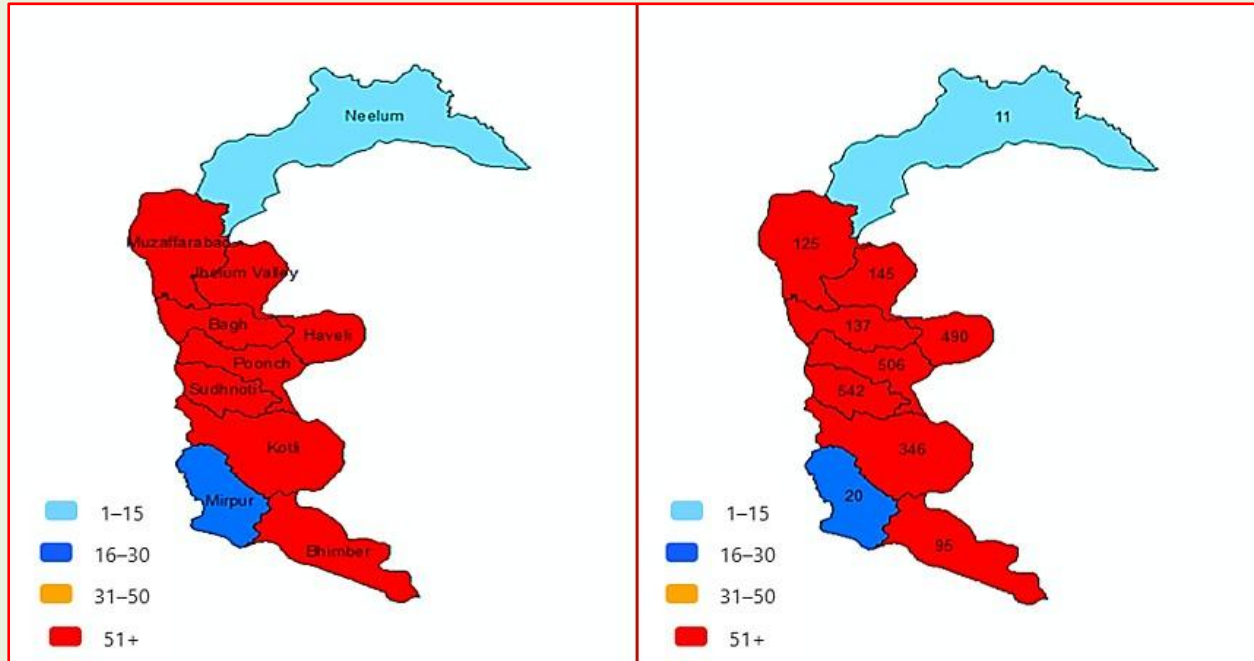 Neelum
Muzaffarabad
Jhelum Valley
Bagh
Haveli
Poonch
Sudhnoti
Kotli
Mirpur
Bhimber
1–15
16–30
31–50
51+
11
125
145
137
490
506
542
346
20
95
1–15
16–30
31–50
51+